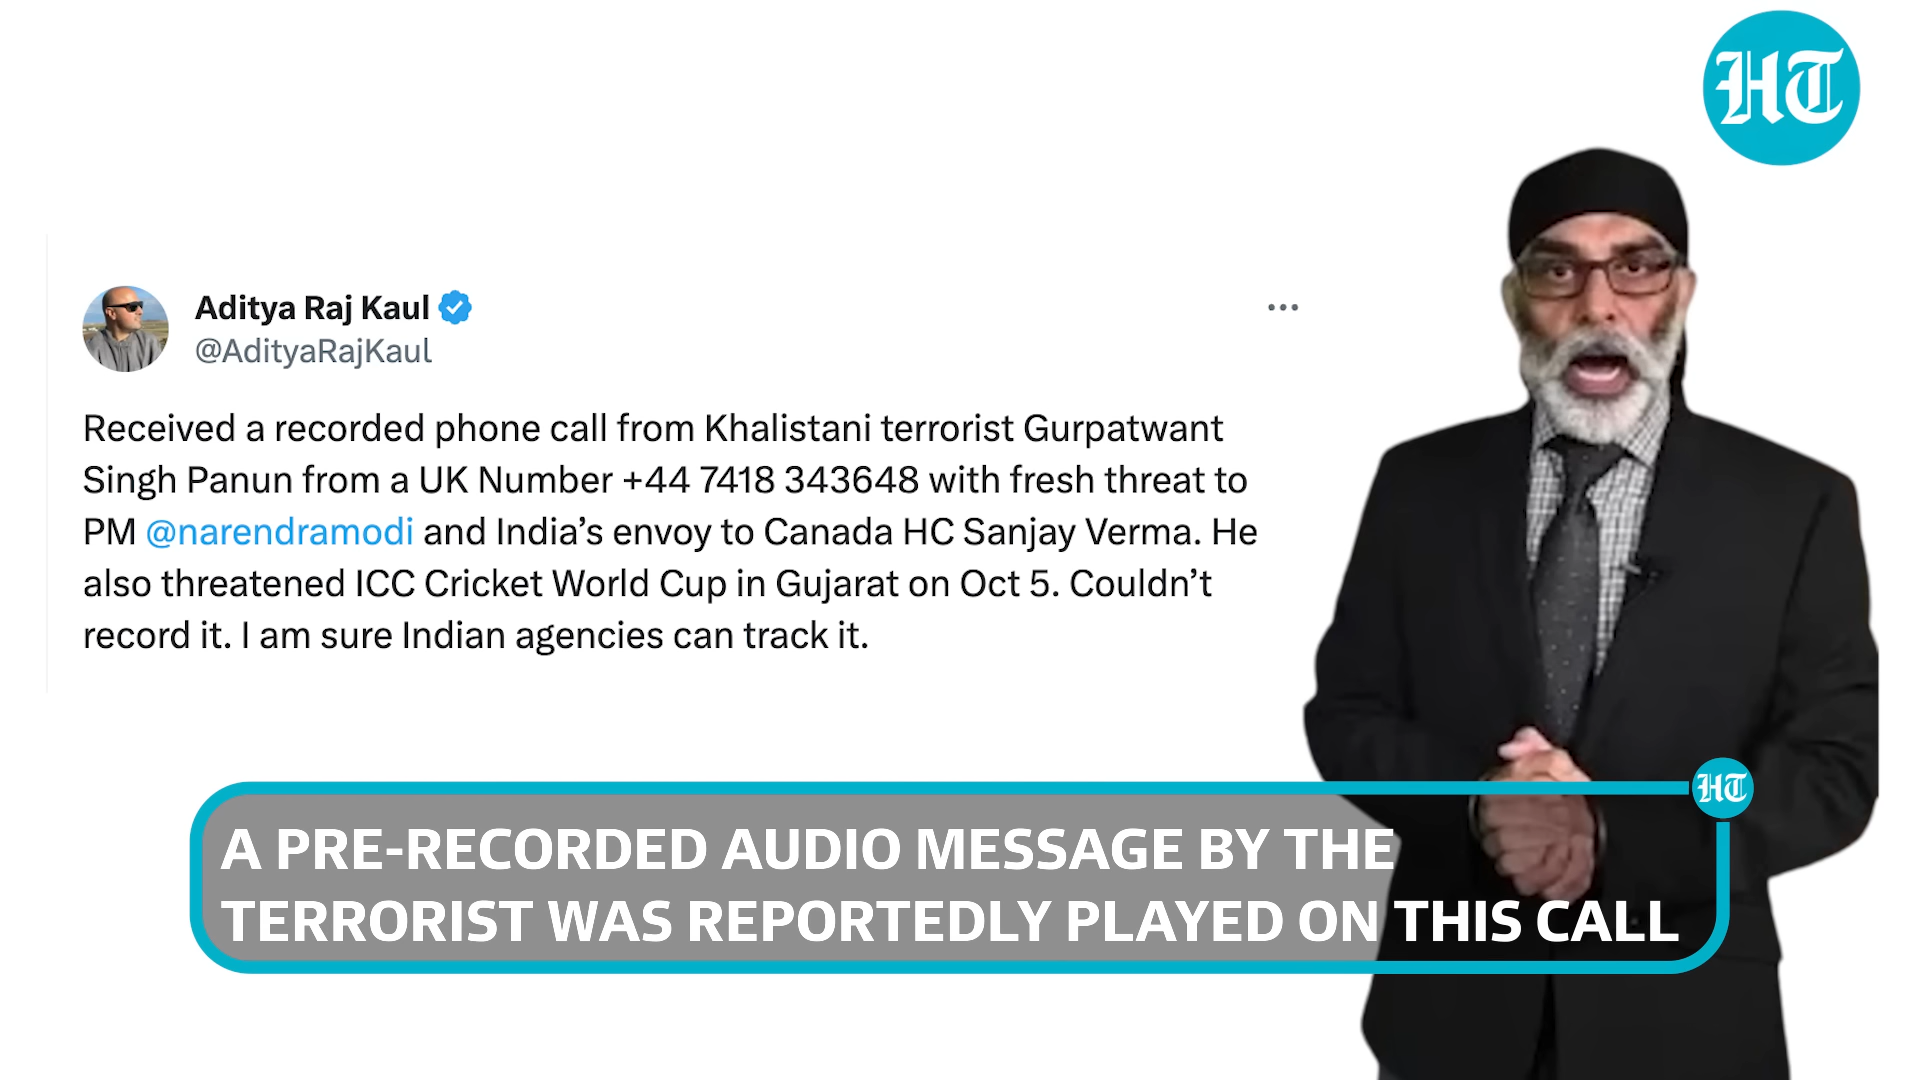 HT
Aditya Raj Kaul
@AdityaRajKaul
Received a recorded phone call from Khalistani terrorist Gurpatwant
Singh Panun from a UK Number +44 7418 343648 with fresh threat to
PM @narendramodi and India’s envoy to Canada HC Sanjay Verma. He
also threatened ICC Cricket World Cup in Gujarat on Oct 5. Couldn’t
record it. I am sure Indian agencies can track it.
HT
A PRE-RECORDED AUDIO MESSAGE BY THE
TERRORIST WAS REPORTEDLY PLAYED ON THIS CALL